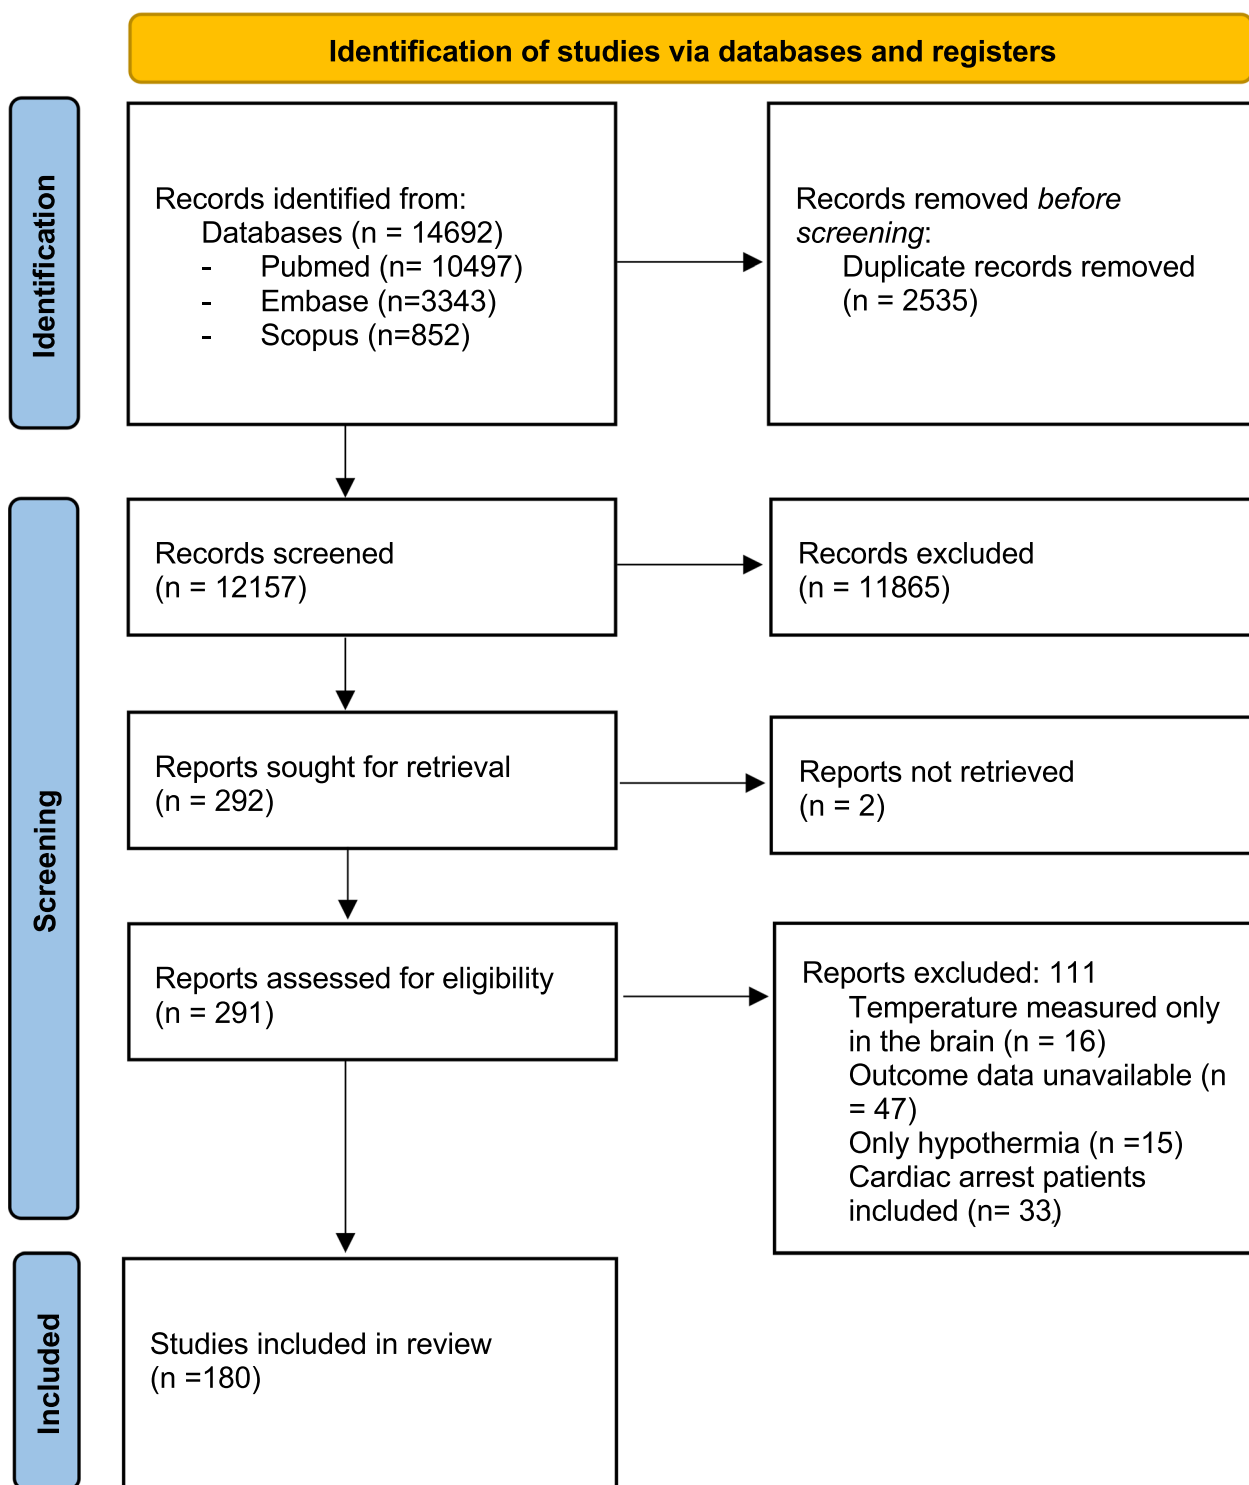 Identification of studies via databases and registers
Identification
Records identified from:
Databases (n = 14692)
- Pubmed (n= 10497)
- Embase (n=3343)
- Scopus (n=852)
Records removed before
screening:
Duplicate records removed
(n = 2535)
Screening
Records screened
(n = 12157)
Records excluded
(n = 11865)
Reports sought for retrieval
(n = 292)
Reports not retrieved
(n = 2)
Reports assessed for eligibility
(n = 291)
Reports excluded: 111
Temperature measured only
in the brain (n = 16)
Outcome data unavailable (n
= 47)
Only hypothermia (n =15)
Cardiac arrest patients
included (n= 33)
Included
Studies included in review
(n =180)